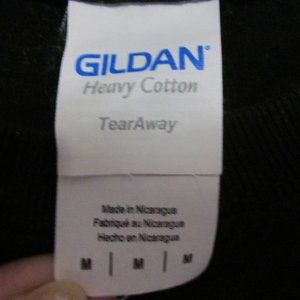 GILDAN®
Heavy Cotton
TearAway
Made in Nicaragua
Fabriqué au Nicaragua
Hecho en Nicaragua
M | M | M